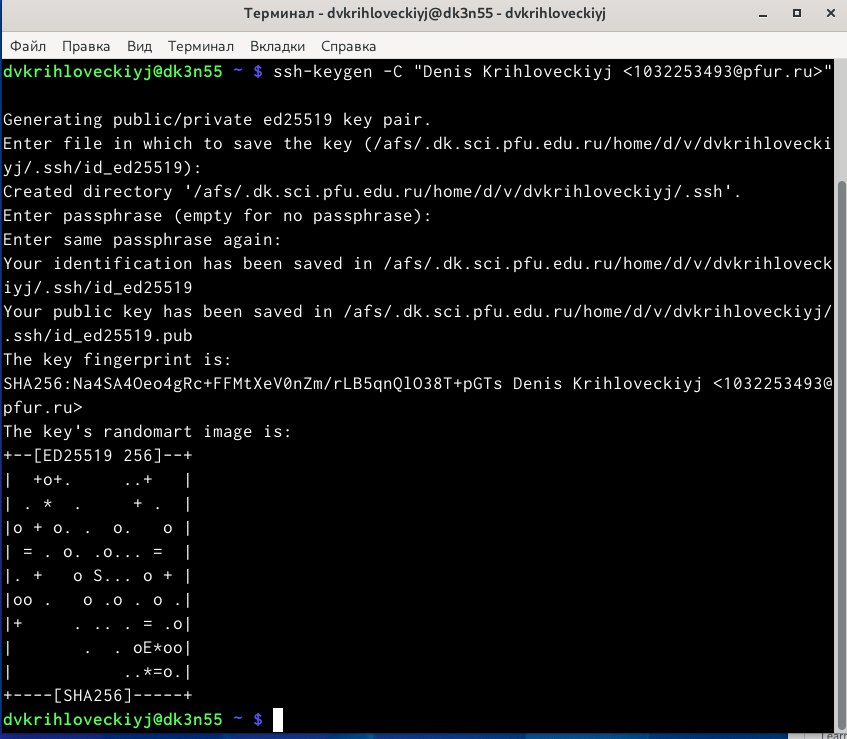 Терминал - dvkrihloveckiyj@dk3n55 - dvkrihloveckiyj
Файл Правка Вид Терминал Вкладки Справка
dvkrihloveckiyj@dk3n55 ~ $ ssh-keygen -C "Denis Krihloveckiyj <1032253493@pfur.ru>"
Generating public/private ed25519 key pair.
Enter file in which to save the key (/afs/.dk.sci.pfu.edu.ru/home/d/v/dvkrihlovecki
yj/.ssh/id_ed25519):
Created directory '/afs/.dk.sci.pfu.edu.ru/home/d/v/dvkrihloveckiyj/.ssh'.
Enter passphrase (empty for no passphrase):
Enter same passphrase again:
Your identification has been saved in /afs/.dk.sci.pfu.edu.ru/home/d/v/dvkrihloveck
iyj/.ssh/id_ed25519
Your public key has been saved in /afs/.dk.sci.pfu.edu.ru/home/d/v/dvkrihloveckiyj/
.ssh/id_ed25519.pub
The key fingerprint is:
SHA256:Na4SA4Oeo4gRc+FFMtXeV0nZm/rLB5qnQlO38T+pGTs Denis Krihloveckiyj <1032253493@
pfur.ru>
The key's randomart image is:
+--[ED25519 256]--+
|  +o+.     ..+   |
| . *  .     + .  |
|o + o. .  o.   o |
| = . o. .o... =  |
|. +   o S... o + |
|oo .   o .o . o .|
|+     . .. . = .o|
|       .  . oE*oo|
|           ..*=o.|
+----[SHA256]-----+
dvkrihloveckiyj@dk3n55 ~ $